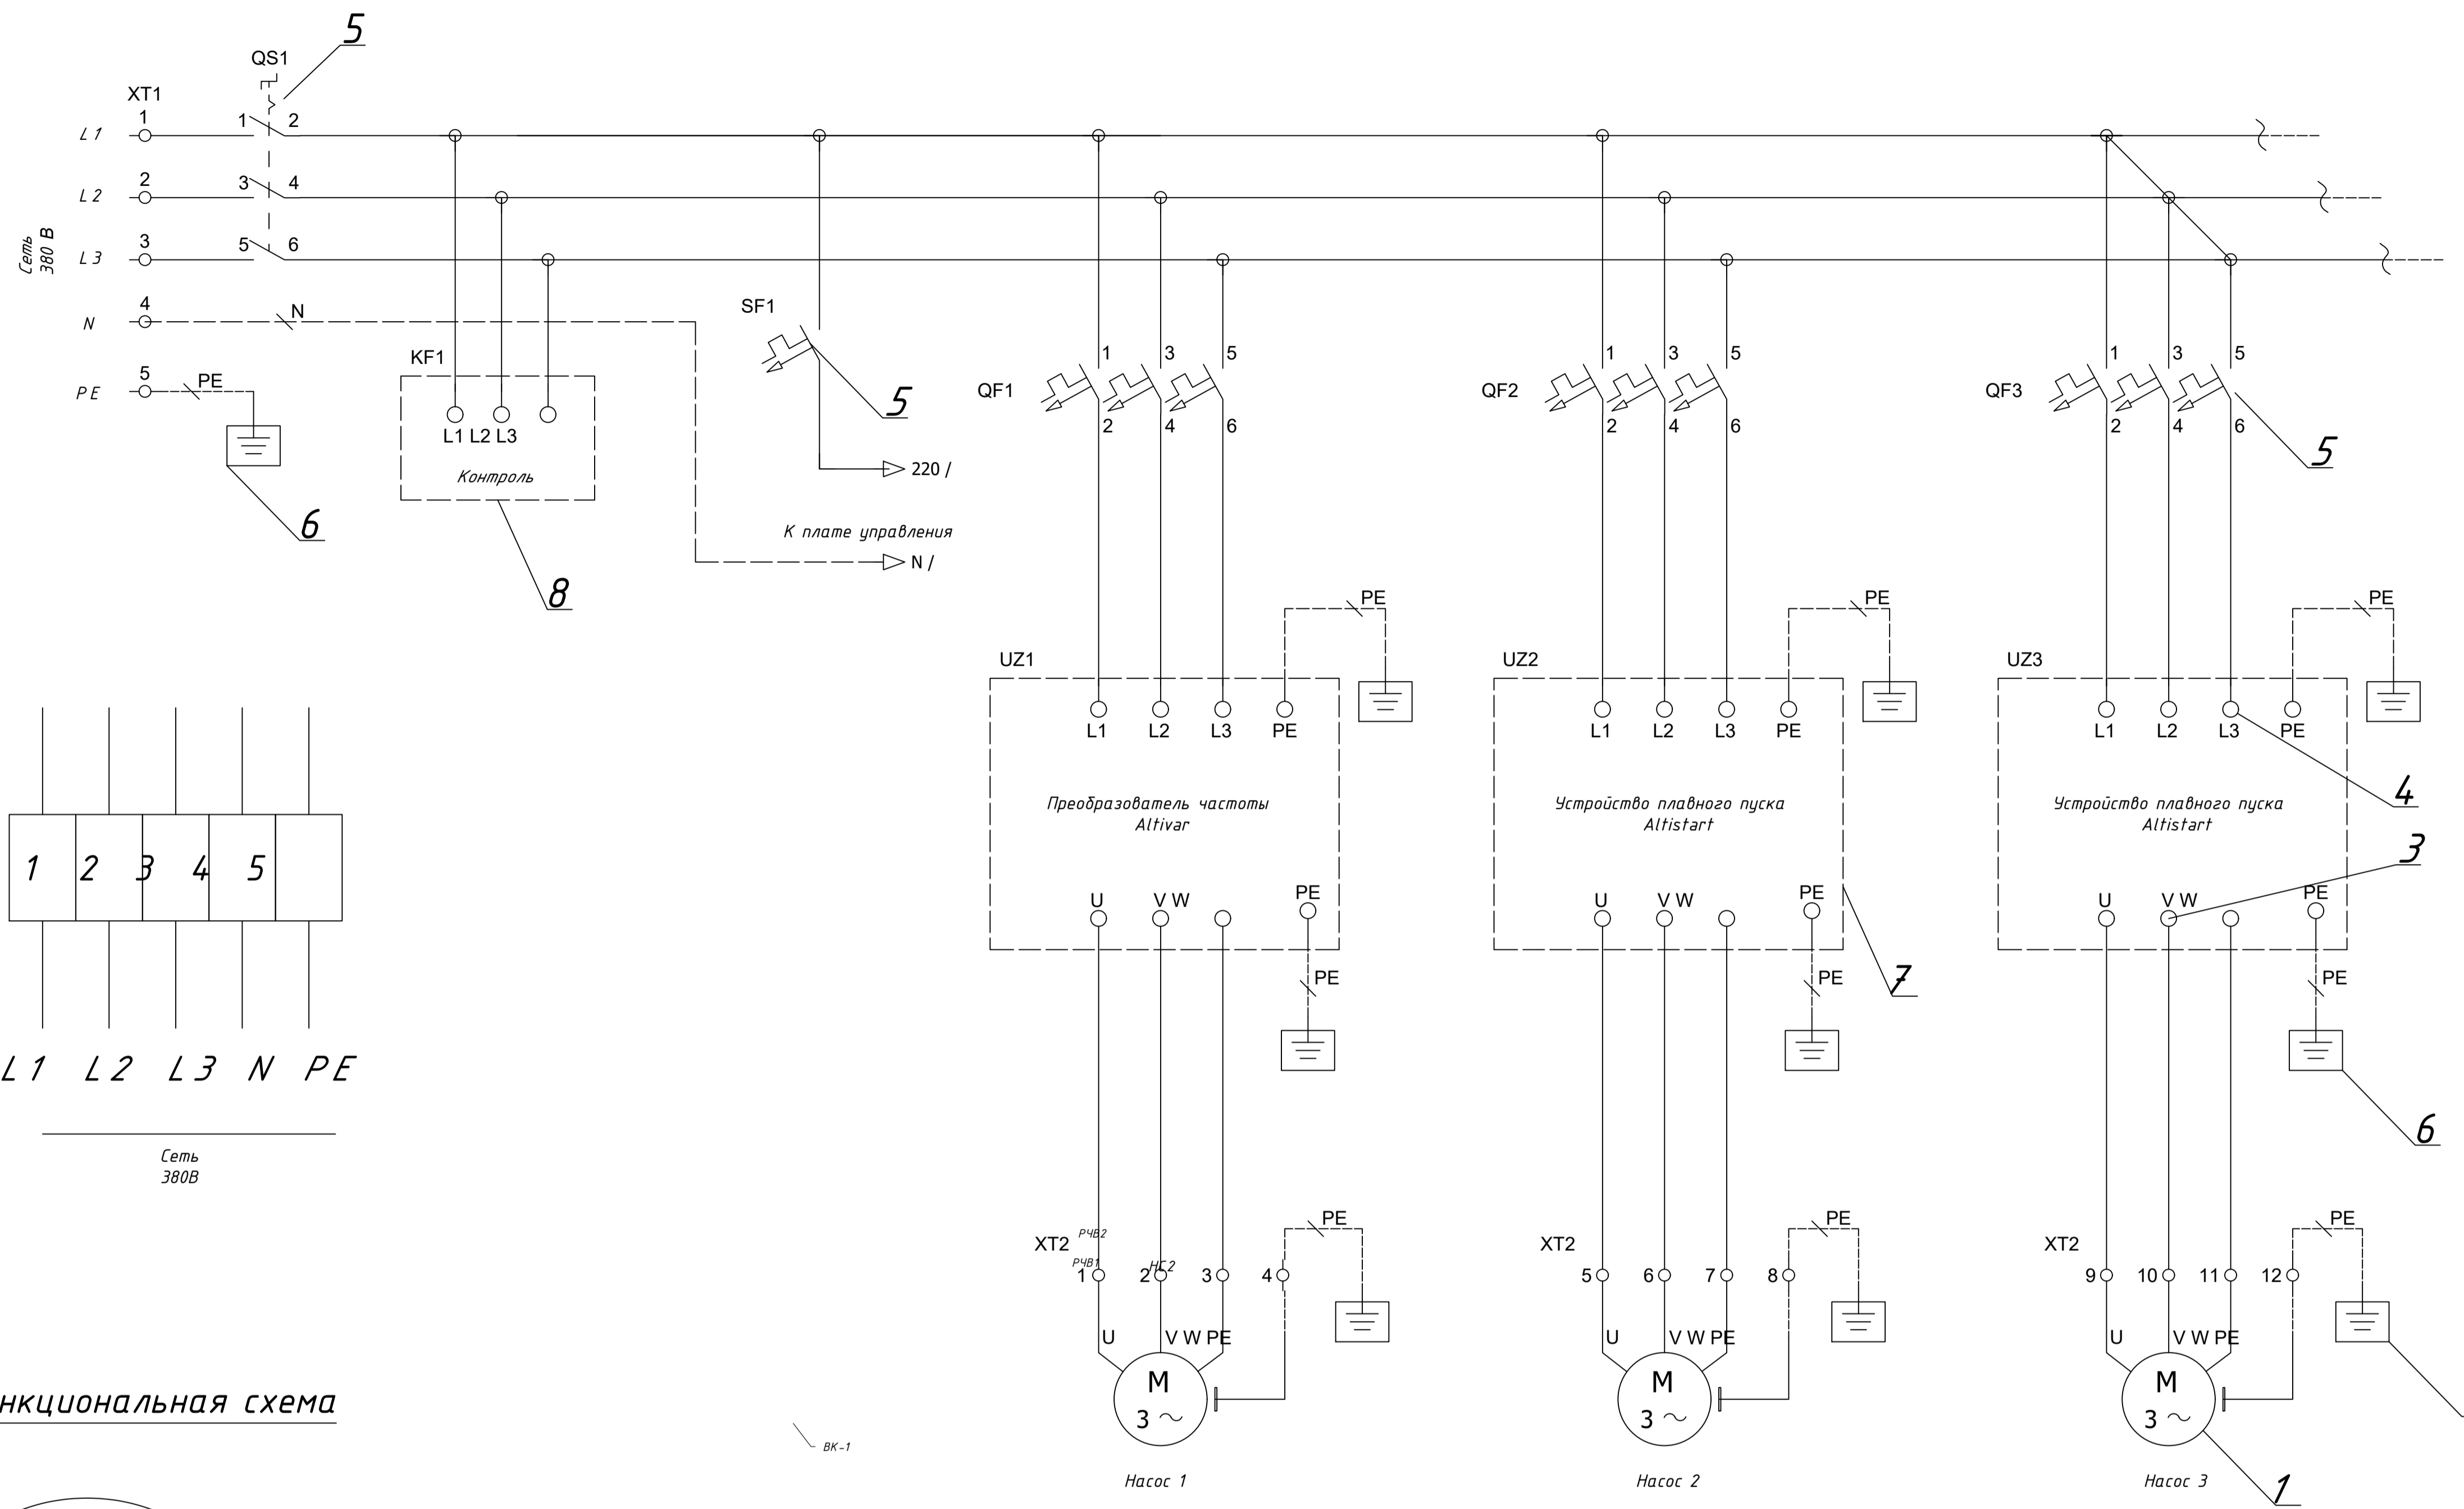 5
QS1
XT1
1
L1
1 2
2
L2
3 4
3
L3
5 6
Сеть
380 В
4
N
N
5
PE
PE
6
KF1
L1 L2 L3
Контроль
8
SF1
5
220 /
К плате управления
N /
QF1
1 3 5
2 4 6
QF2
1 3 5
2 4 6
QF3
1 3 5
2 4 6
5
PE
PE
PE
UZ1
L1 L2 L3 PE
Преобразователь частоты
Altivar
U V W PE
PE
UZ2
L1 L2 L3 PE
Устройство плавного пуска
Altistart
U V W PE
PE
7
UZ3
L1 L2 L3 PE
4
Устройство плавного пуска
Altistart
3
U V W PE
PE
6
1 2 3 4 5
L1 L2 L3 N PE
Сеть
380В
XT2
РЧВ2
РЧВ1
НС2
1 2 3 4
PE
U V W PE
M
3 ~
Насос 1
XT2
5 6 7 8
PE
U V W PE
M
3 ~
Насос 2
XT2
9 10 11 12
PE
U V W PE
M
3 ~
Насос 3
1
нкциональная схема
ВК-1